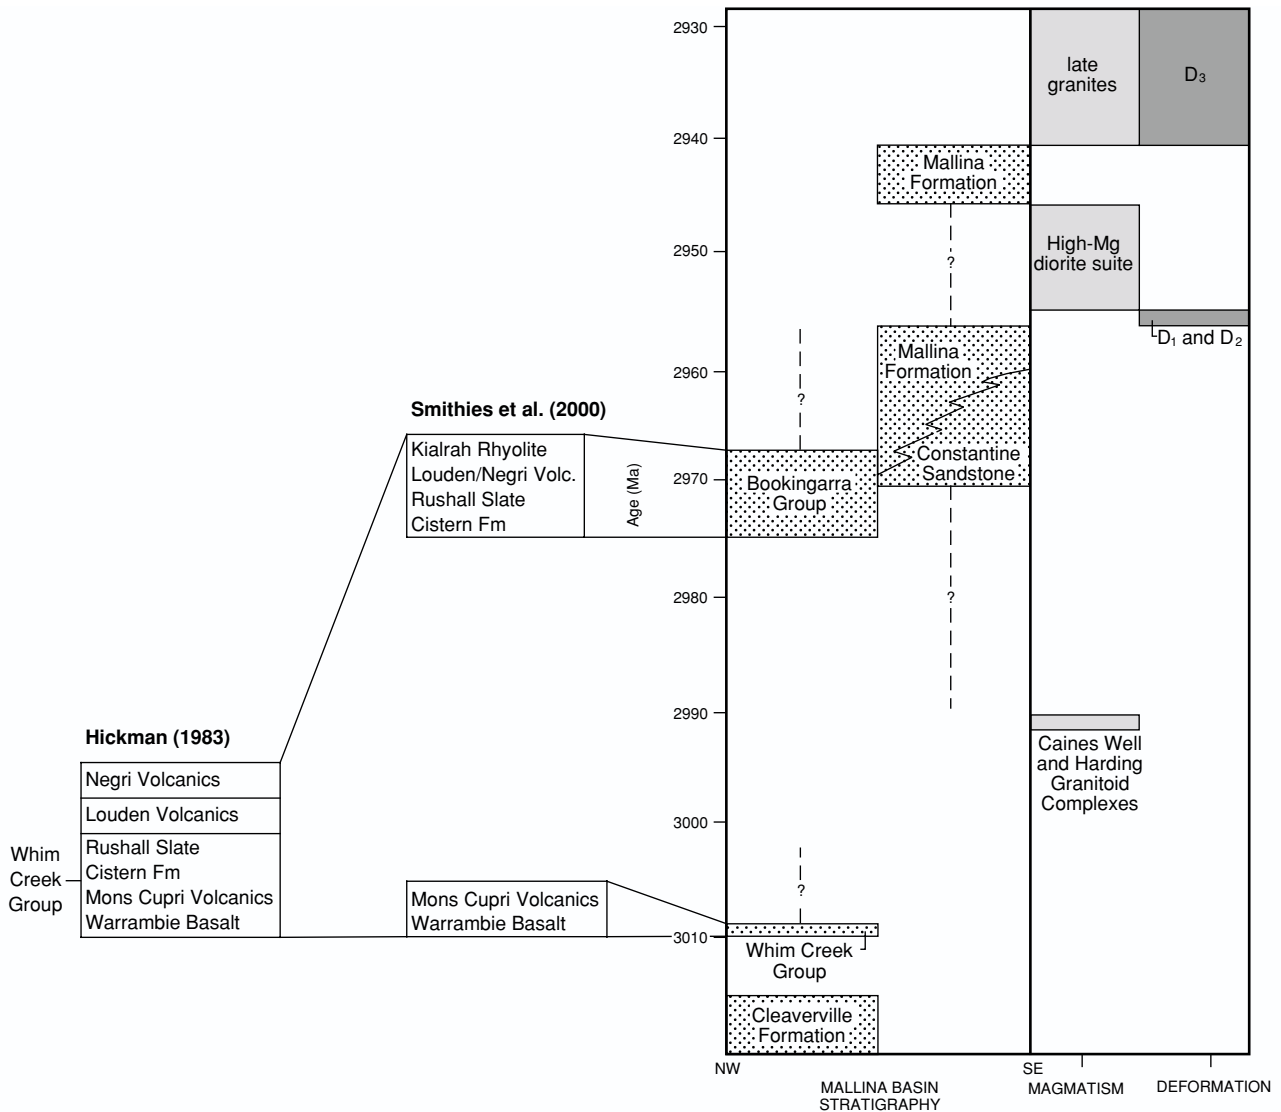 2930
late
granites
D₃
2940
Mallina
Formation
High-Mg
diorite suite
2950
?
D₁ and D₂
Mallina
Formation
2960
?
Smithies et al. (2000)
Kialrah Rhyolite
Louden/Negri Volc.
Rushall Slate
Cistern Fm
Age (Ma)
Constantine
Sandstone
2970
Bookingarra
Group
2980
?
2990
Hickman (1983)
Negri Volcanics
Louden Volcanics
Rushall Slate
Cistern Fm
Mons Cupri Volcanics
Warrambie Basalt
Whim
Creek
Group
Caines Well
and Harding
Granitoid
Complexes
3000
?
Mons Cupri Volcanics
Warrambie Basalt
3010
Whim Creek
Group
Cleaverville
Formation
NW
SE
MALLINA BASIN
STRATIGRAPHY
MAGMATISM
DEFORMATION